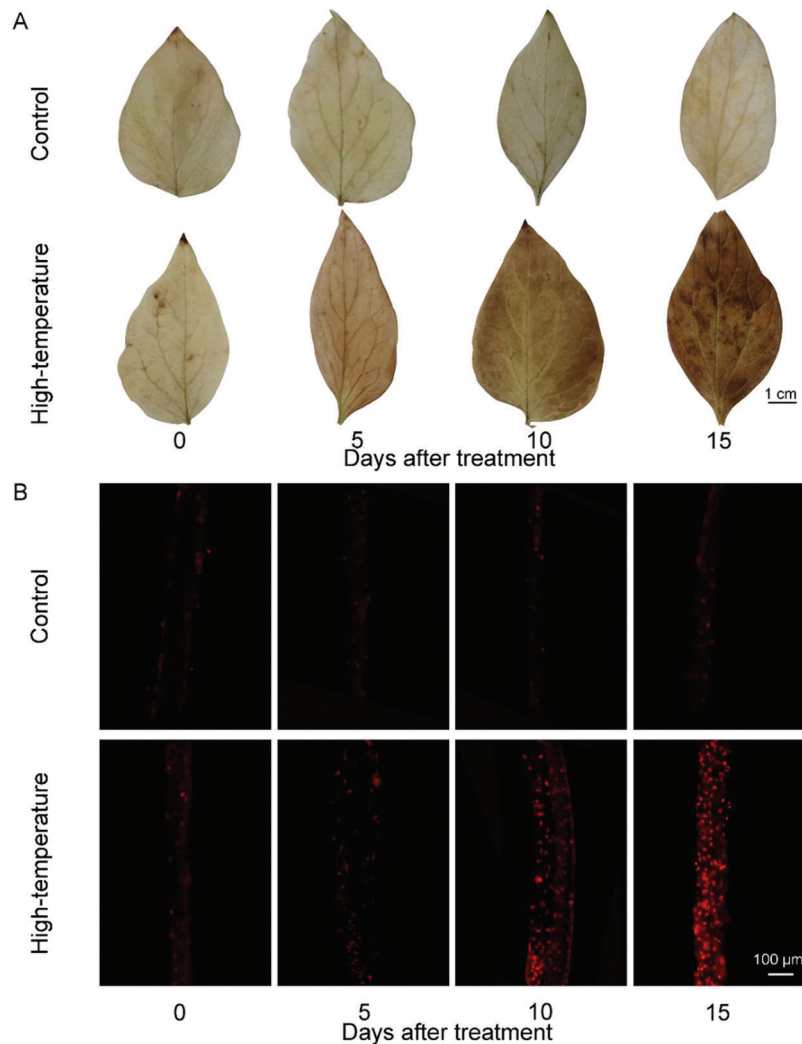 A
Control
High-temperature
1 cm
0 5 10 15
Days after treatment
B
Control
High-temperature
100 µm
0 5 10 15
Days after treatment